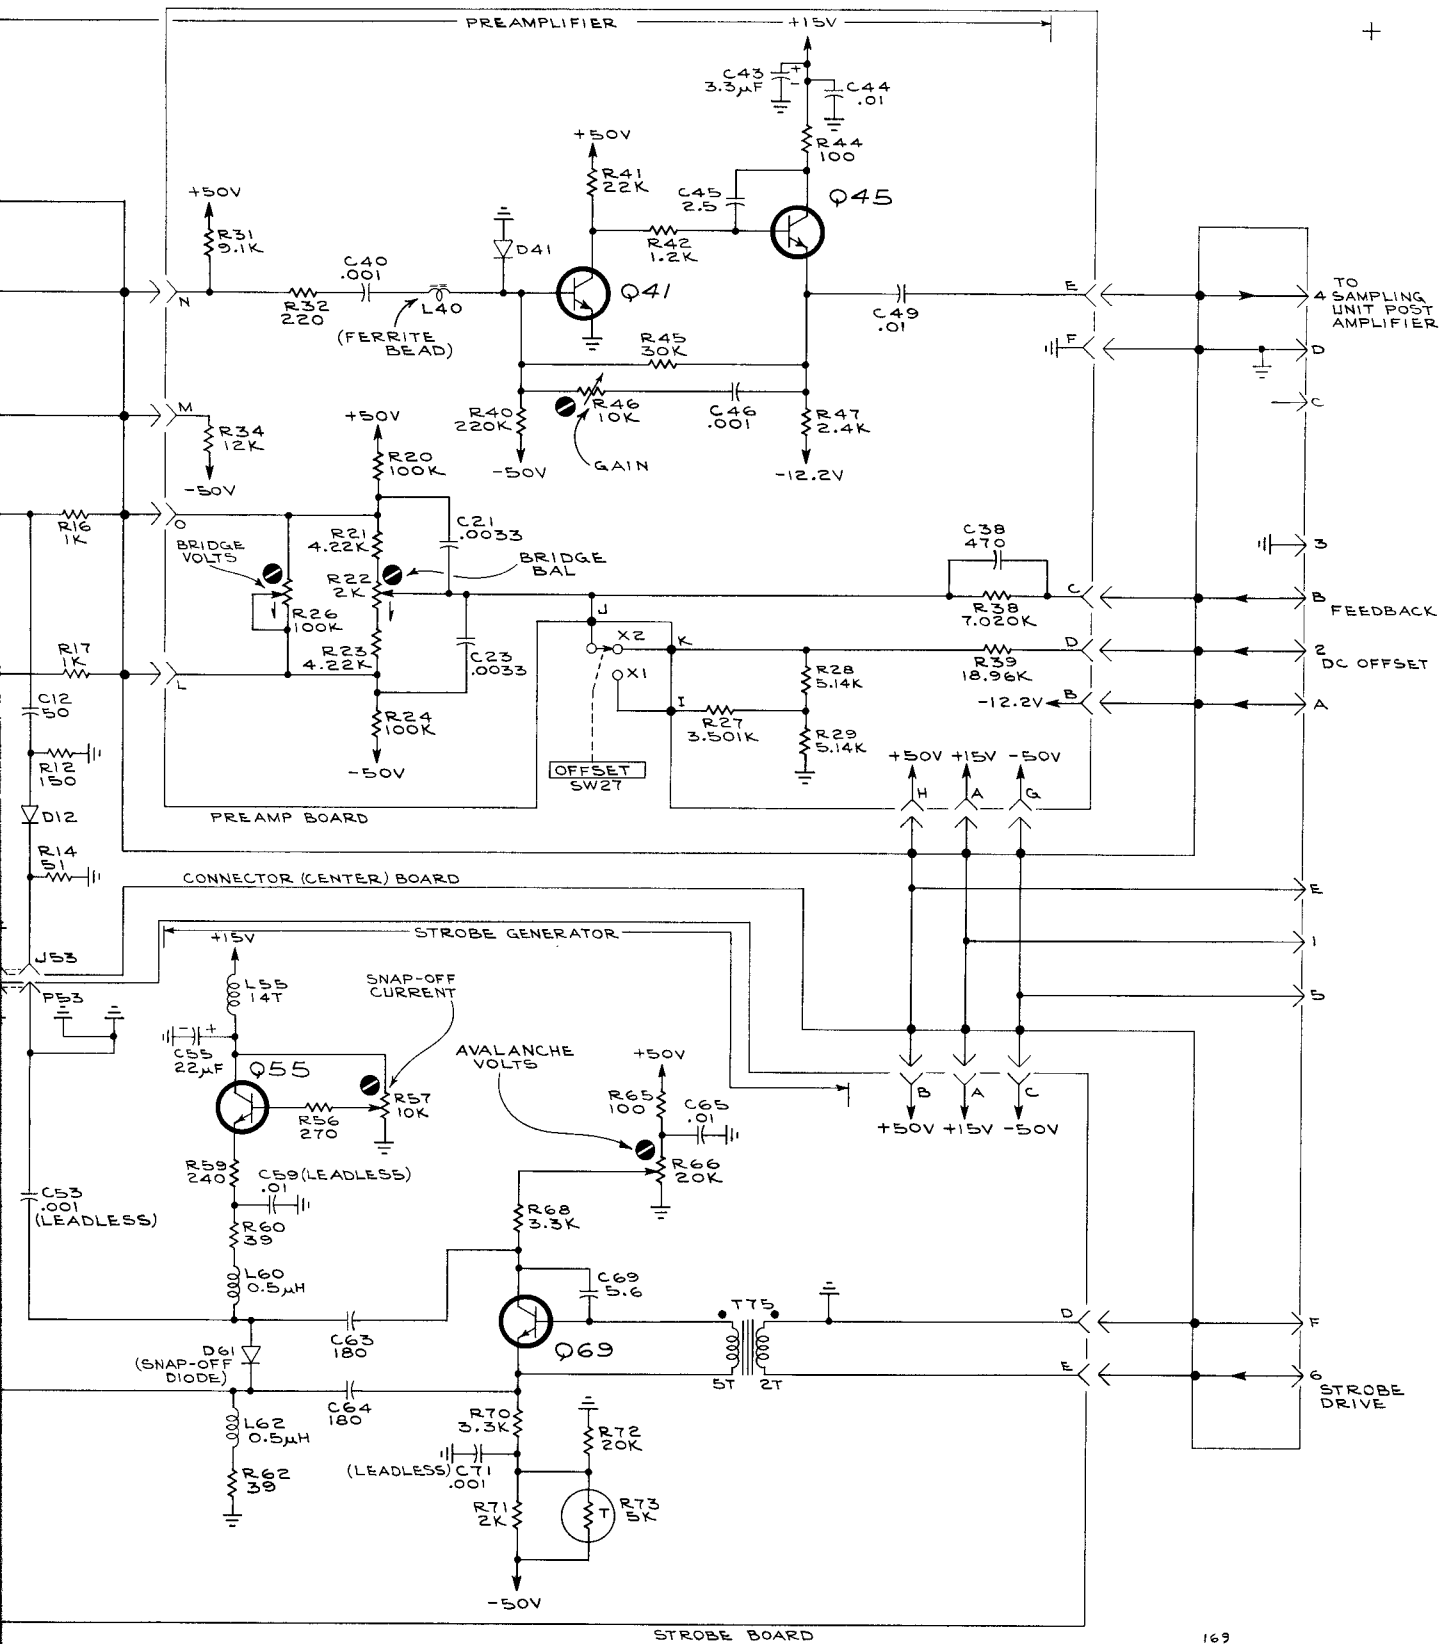 PREAMPLIFIER
+15V
C43
3.3µF
+
-
C44
.01
R44
100
+50V
R41
22K
C45
2.5
Q45
+50V
R31
9.1K
D41
R42
1.2K
C40
.001
N
R32
220
L40
(FERRITE
BEAD)
Q41
E
C49
.01
4
TO
SAMPLING
UNIT POST
AMPLIFIER
R45
30K
F
D
R46
10K
C46
.001
C
M
R34
12K
-50V
+50V
R20
100K
R40
220K
-50V
GAIN
R47
2.4K
-12.2V
R16
1K
O
BRIDGE
VOLTS
R21
4.22K
C21
.0033
BRIDGE
BAL
C38
470
3
R22
2K
R26
100K
J
R38
7.020K
C
B
FEEDBACK
R23
4.22K
C23
.0033
X2
K
X1
R28
5.14K
R39
18.96K
D
2
DC OFFSET
R17
1K
L
C12
50
I
R27
3.501K
-12.2V
B
A
R24
100K
-50V
R29
5.14K
R12
150
OFFSET
SW27
+50V
+15V
-50V
H
A
G
D12
PREAMP BOARD
R14
51
CONNECTOR (CENTER) BOARD
E
STROBE GENERATOR
+15V
1
J53
P53
L55
14T
SNAP-OFF
CURRENT
5
-
+
C55
22µF
Q55
AVALANCHE
VOLTS
+50V
R57
10K
R56
270
R65
100
C65
.01
B
A
C
+50V
+15V
-50V
R59
240
C59 (LEADLESS)
.01
R66
20K
C53
.001
(LEADLESS)
R60
39
R68
3.3K
L60
0.5µH
C69
5.6
T75
D
F
C63
180
Q69
D61
(SNAP-OFF
DIODE)
5T
2T
E
6
STROBE
DRIVE
C64
180
L62
0.5µH
R70
3.3K
R72
20K
(LEADLESS) C71
.001
R62
39
R71
2K
T
R73
5K
-50V
STROBE BOARD
169